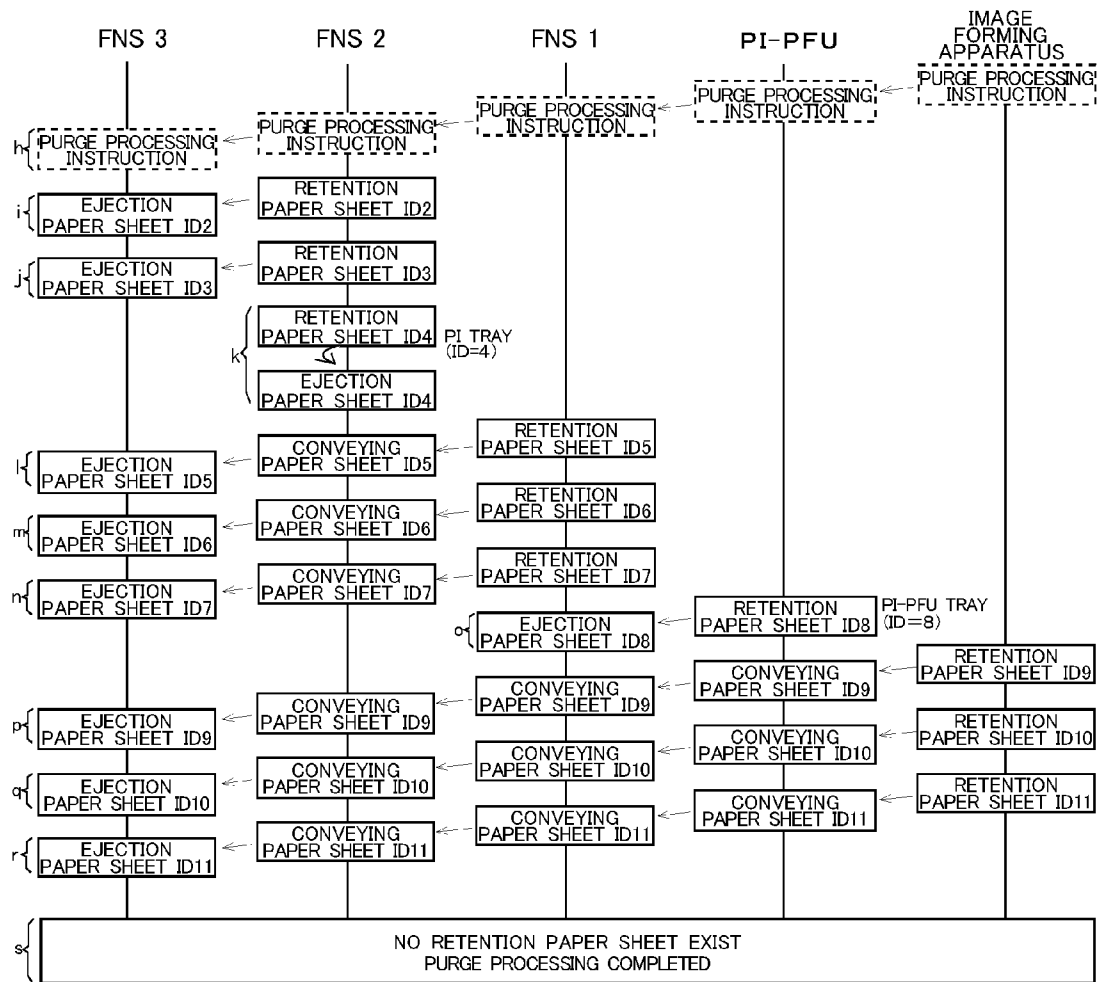 FNS 3
FNS 2
FNS 1
PI-PFU
IMAGE
FORMING
APPARATUS
PURGE PROCESSING
INSTRUCTION
PURGE PROCESSING
INSTRUCTION
PURGE PROCESSING
INSTRUCTION
PURGE PROCESSING
INSTRUCTION
h
PURGE PROCESSING
INSTRUCTION
i
EJECTION
PAPER SHEET ID2
RETENTION
PAPER SHEET ID2
j
EJECTION
PAPER SHEET ID3
RETENTION
PAPER SHEET ID3
k
RETENTION
PAPER SHEET ID4
PI TRAY
(ID=4)
EJECTION
PAPER SHEET ID4
l
EJECTION
PAPER SHEET ID5
CONVEYING
PAPER SHEET ID5
RETENTION
PAPER SHEET ID5
m
EJECTION
PAPER SHEET ID6
CONVEYING
PAPER SHEET ID6
RETENTION
PAPER SHEET ID6
n
EJECTION
PAPER SHEET ID7
CONVEYING
PAPER SHEET ID7
RETENTION
PAPER SHEET ID7
o
EJECTION
PAPER SHEET ID8
RETENTION
PAPER SHEET ID8
PI-PFU TRAY
(ID=8)
p
EJECTION
PAPER SHEET ID9
CONVEYING
PAPER SHEET ID9
CONVEYING
PAPER SHEET ID9
CONVEYING
PAPER SHEET ID9
RETENTION
PAPER SHEET ID9
q
EJECTION
PAPER SHEET ID10
CONVEYING
PAPER SHEET ID10
CONVEYING
PAPER SHEET ID10
CONVEYING
PAPER SHEET ID10
RETENTION
PAPER SHEET ID10
r
EJECTION
PAPER SHEET ID11
CONVEYING
PAPER SHEET ID11
CONVEYING
PAPER SHEET ID11
CONVEYING
PAPER SHEET ID11
RETENTION
PAPER SHEET ID11
s
NO RETENTION PAPER SHEET EXIST
PURGE PROCESSING COMPLETED